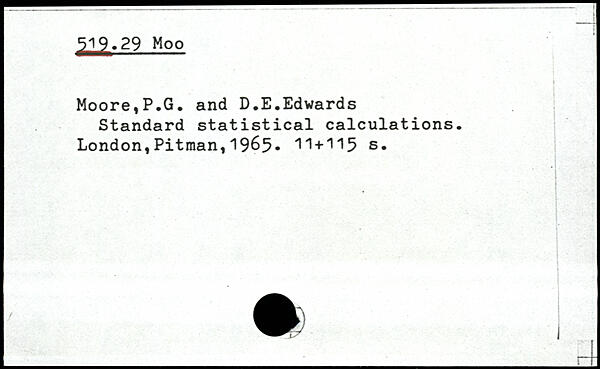 519.29 Moo
Moore,P.G. and D.E.Edwards
Standard statistical calculations.
London,Pitman,1965. 11+115 s.